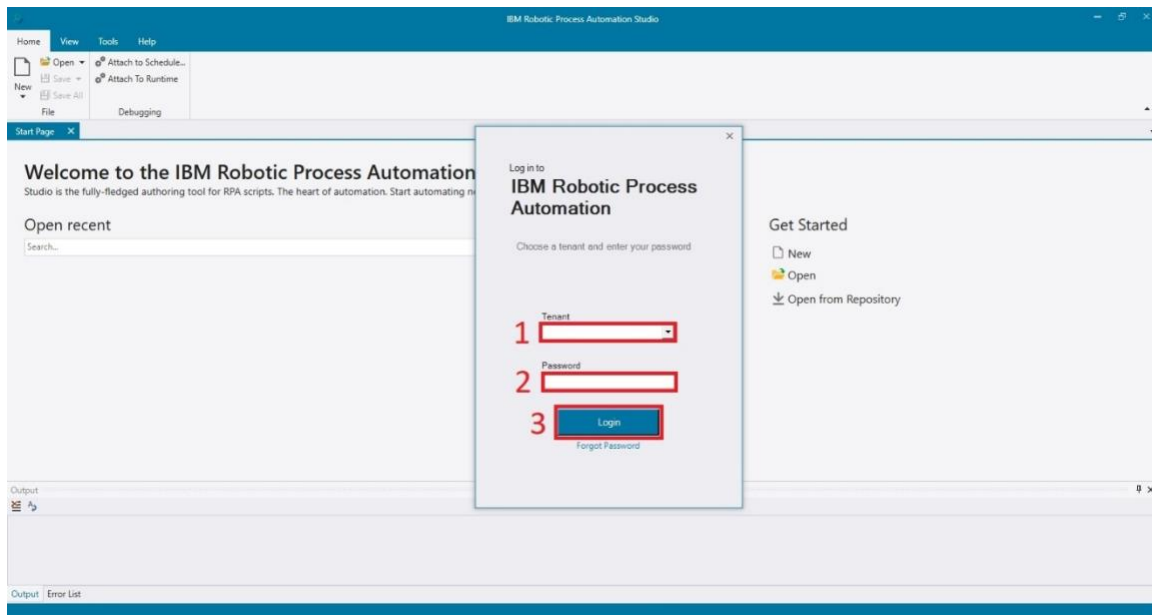 IBM Robotic Process Automation Studio
Home View Tools Help
New
Open
Save
Save All
File
Attach to Schedule...
Attach To Runtime
Debugging
Start Page
Welcome to the IBM Robotic Process Automation
Studio is the fully-fledged authoring tool for RPA scripts. The heart of automation. Start automating
Open recent
Search...
Log in to
IBM Robotic Process
Automation
Choose a tenant and enter your password
Tenant
1
Password
2
3 Login
Forgot Password
Get Started
New
Open
Open from Repository
Output
Output Error List